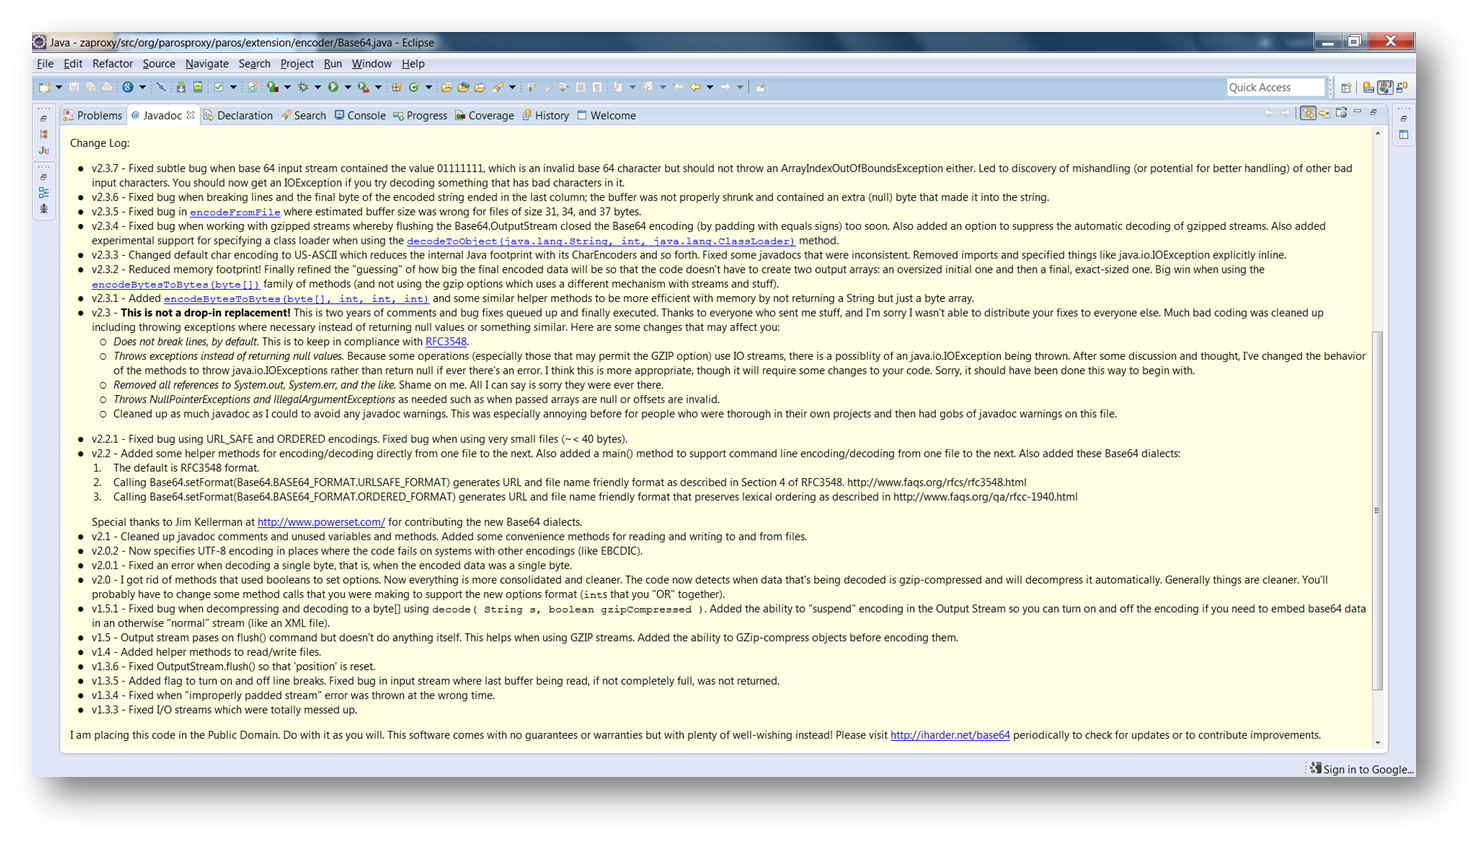 Java - zaproxy/src/org/parosproxy/paros/extension/encoder/Base64.java - Eclipse
File Edit Refactor Source Navigate Search Project Run Window Help
Quick Access
Problems @ Javadoc Declaration Search Console Progress Coverage History Welcome
Change Log:
● v2.3.7 - Fixed subtle bug when base 64 input stream contained the value 01111111, which is an invalid base 64 character but should not throw an ArrayIndexOutOfBoundsException either. Led to discovery of mishandling (or potential for better handling) of other bad
input characters. You should now get an IOException if you try decoding something that has bad characters in it.
● v2.3.6 - Fixed bug when breaking lines and the final byte of the encoded string ended in the last column; the buffer was not properly shrunk and contained an extra (null) byte that made it into the string.
● v2.3.5 - Fixed bug in encodeFromFile where estimated buffer size was wrong for files of size 31, 34, and 37 bytes.
● v2.3.4 - Fixed bug when working with gzipped streams whereby flushing the Base64.OutputStream closed the Base64 encoding (by padding with equals signs) too soon. Also added an option to suppress the automatic decoding of gzipped streams. Also added
experimental support for specifying a class loader when using the decodeToObject(java.lang.String, int, java.lang.ClassLoader) method.
● v2.3.3 - Changed default char encoding to US-ASCII which reduces the internal Java footprint with its CharEncoders and so forth. Fixed some javadocs that were inconsistent. Removed imports and specified things like java.io.IOException explicitly inline.
● v2.3.2 - Reduced memory footprint! Finally refined the "guessing" of how big the final encoded data will be so that the code doesn't have to create two output arrays: an oversized initial one and then a final, exact-sized one. Big win when using the
encodeBytesToBytes(byte[]) family of methods (and not using the gzip options which uses a different mechanism with streams and stuff).
● v2.3.1 - Added encodeBytesToBytes(byte[], int, int, int) and some similar helper methods to be more efficient with memory by not returning a String but just a byte array.
● v2.3 - This is not a drop-in replacement! This is two years of comments and bug fixes queued up and finally executed. Thanks to everyone who sent me stuff, and I'm sorry I wasn't able to distribute your fixes to everyone else. Much bad coding was cleaned up
including throwing exceptions where necessary instead of returning null values or something similar. Here are some changes that may affect you:
○ Does not break lines, by default. This is to keep in compliance with RFC3548.
○ Throws exceptions instead of returning null values. Because some operations (especially those that may permit the GZIP option) use IO streams, there is a possiblity of an java.io.IOException being thrown. After some discussion and thought, I've changed the behavior
of the methods to throw java.io.IOExceptions rather than return null if ever there's an error. I think this is more appropriate, though it will require some changes to your code. Sorry, it should have been done this way to begin with.
○ Removed all references to System.out, System.err, and the like. Shame on me. All I can say is sorry they were ever there.
○ Throws NullPointerExceptions and IllegalArgumentExceptions as needed such as when passed arrays are null or offsets are invalid.
○ Cleaned up as much javadoc as I could to avoid any javadoc warnings. This was especially annoying before for people who were thorough in their own projects and then had gobs of javadoc warnings on this file.
● v2.2.1 - Fixed bug using URL_SAFE and ORDERED encodings. Fixed bug when using very small files (~< 40 bytes).
● v2.2 - Added some helper methods for encoding/decoding directly from one file to the next. Also added a main() method to support command line encoding/decoding from one file to the next. Also added these Base64 dialects:
1. The default is RFC3548 format.
2. Calling Base64.setFormat(Base64.BASE64_FORMAT.URLSAFE_FORMAT) generates URL and file name friendly format as described in Section 4 of RFC3548. http://www.faqs.org/rfcs/rfc3548.html
3. Calling Base64.setFormat(Base64.BASE64_FORMAT.ORDERED_FORMAT) generates URL and file name friendly format that preserves lexical ordering as described in http://www.faqs.org/qa/rfcc-1940.html
Special thanks to Jim Kellerman at http://www.powerset.com/ for contributing the new Base64 dialects.
● v2.1 - Cleaned up javadoc comments and unused variables and methods. Added some convenience methods for reading and writing to and from files.
● v2.0.2 - Now specifies UTF-8 encoding in places where the code fails on systems with other encodings (like EBCDIC).
● v2.0.1 - Fixed an error when decoding a single byte, that is, when the encoded data was a single byte.
● v2.0 - I got rid of methods that used booleans to set options. Now everything is more consolidated and cleaner. The code now detects when data that's being decoded is gzip-compressed and will decompress it automatically. Generally things are cleaner. You'll
probably have to change some method calls that you were making to support the new options format (ints that you "OR" together).
● v1.5.1 - Fixed bug when decompressing and decoding to a byte[] using decode( String s, boolean gzipCompressed ). Added the ability to "suspend" encoding in the Output Stream so you can turn on and off the encoding if you need to embed base64 data
in an otherwise "normal" stream (like an XML file).
● v1.5 - Output stream pases on flush() command but doesn't do anything itself. This helps when using GZIP streams. Added the ability to GZip-compress objects before encoding them.
● v1.4 - Added helper methods to read/write files.
● v1.3.6 - Fixed OutputStream.flush() so that 'position' is reset.
● v1.3.5 - Added flag to turn on and off line breaks. Fixed bug in input stream where last buffer being read, if not completely full, was not returned.
● v1.3.4 - Fixed when "improperly padded stream" error was thrown at the wrong time.
● v1.3.3 - Fixed I/O streams which were totally messed up.
I am placing this code in the Public Domain. Do with it as you will. This software comes with no guarantees or warranties but with plenty of well-wishing instead! Please visit http://iharder.net/base64 periodically to check for updates or to contribute improvements.
Sign in to Google...